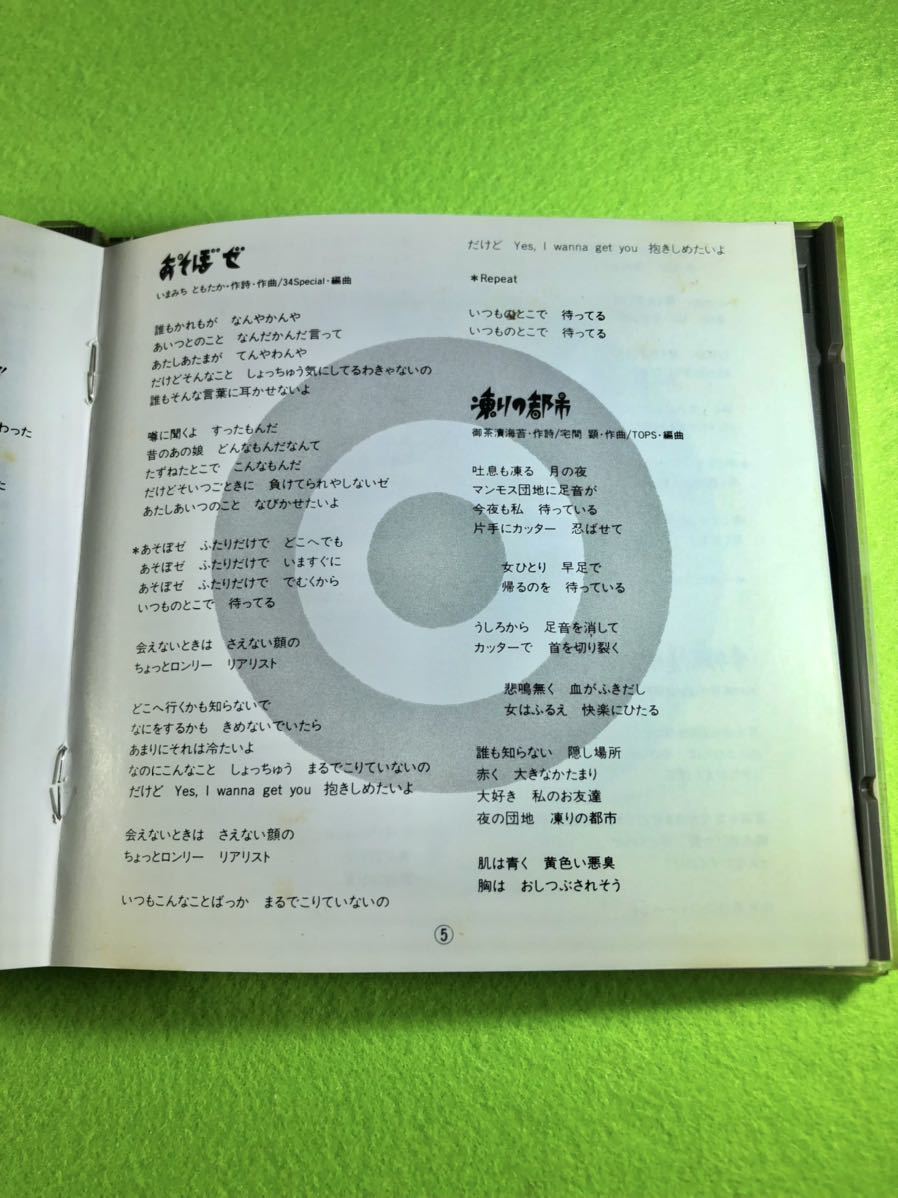 わった
た
あそぼぜ
いまみち ともたか・作詩・作曲/34Special・編曲
誰もかれもが なんやかんや
あいつとのこと なんだかんだ言って
あたしあたまが てんやわんや
だけどそんなこと しょっちゅう気にしてるわきゃないの
誰もそんな言葉に耳かせないよ
噂に聞くよ すったもんだ
昔のあの娘 どんなもんだなんて
たずねたとこで こんなもんだ
だけどそいつごときに 負けてられやしないゼ
あたしあいつのこと なびかせたいよ
*あそぼゼ ふたりだけで どこへでも
あそぼゼ ふたりだけで いますぐに
あそぼゼ ふたりだけで でむくから
いつものとこで 待ってる
会えないときは さえない顔の
ちょっとロンリー リアリスト
どこへ行くかも知らないで
なにをするかも きめないでいたら
あまりにそれは冷たいよ
なのにこんなこと しょっちゅう まるでこりていないの
だけど Yes, I wanna get you 抱きしめたいよ
会えないときは さえない顔の
ちょっとロンリー リアリスト
いつもこんなことばっか まるでこりていないの
だけど Yes, I wanna get you 抱きしめたいよ
*Repeat
いつものとこで 待ってる
いつものとこで 待ってる
凍りの都市
御茶漬海苔・作詩/宅間 顕・作曲/TOPS・編曲
吐息も凍る 月の夜
マンモス団地に足音が
今夜も私 待っている
片手にカッター 忍ばせて
女ひとり 早足で
帰るのを 待っている
うしろから 足音を消して
カッターで 首を切り裂く
悲鳴無く 血がふきだし
女はふるえ 快楽にひたる
誰も知らない 隠し場所
赤く 大きなかたまり
大好き 私のお友達
夜の団地 凍りの都市
肌は青く 黄色い悪臭
胸は おしつぶされそう
⑤